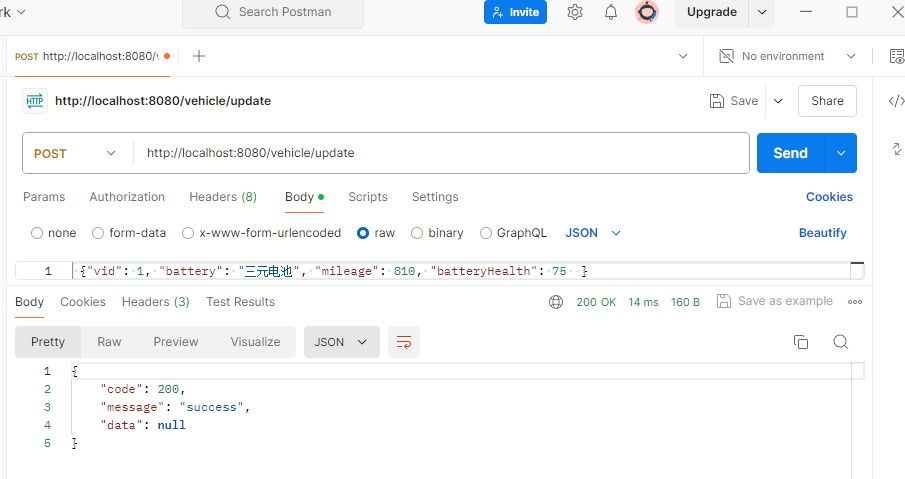 rk
Search Postman
Invite
Upgrade
POST http://localhost:8080/
No environment
HTTP http://localhost:8080/vehicle/update
Save
Share
POST
http://localhost:8080/vehicle/update
Send
Params Authorization Headers (8) Body Scripts Settings Cookies
none form-data x-www-form-urlencoded raw binary GraphQL JSON Beautify
1 {"vid": 1, "battery": "三元电池", "mileage": 810, "batteryHealth": 75 }
Body Cookies Headers (3) Test Results 200 OK 14 ms 160 B Save as example
Pretty Raw Preview Visualize JSON
1 {
2 "code": 200,
3 "message": "success",
4 "data": null
5 }